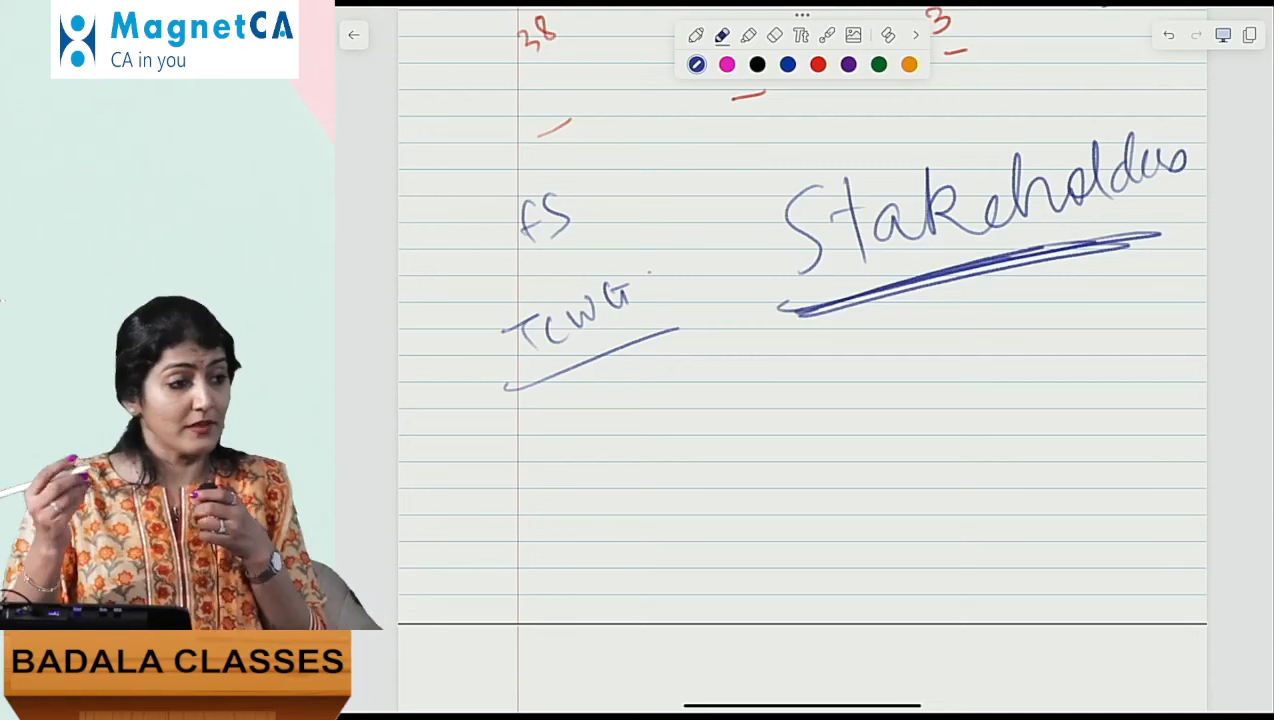 MagnetCA
CA in you
38
3
Stakeholders
FS
TCWG
BADALA CLASSES